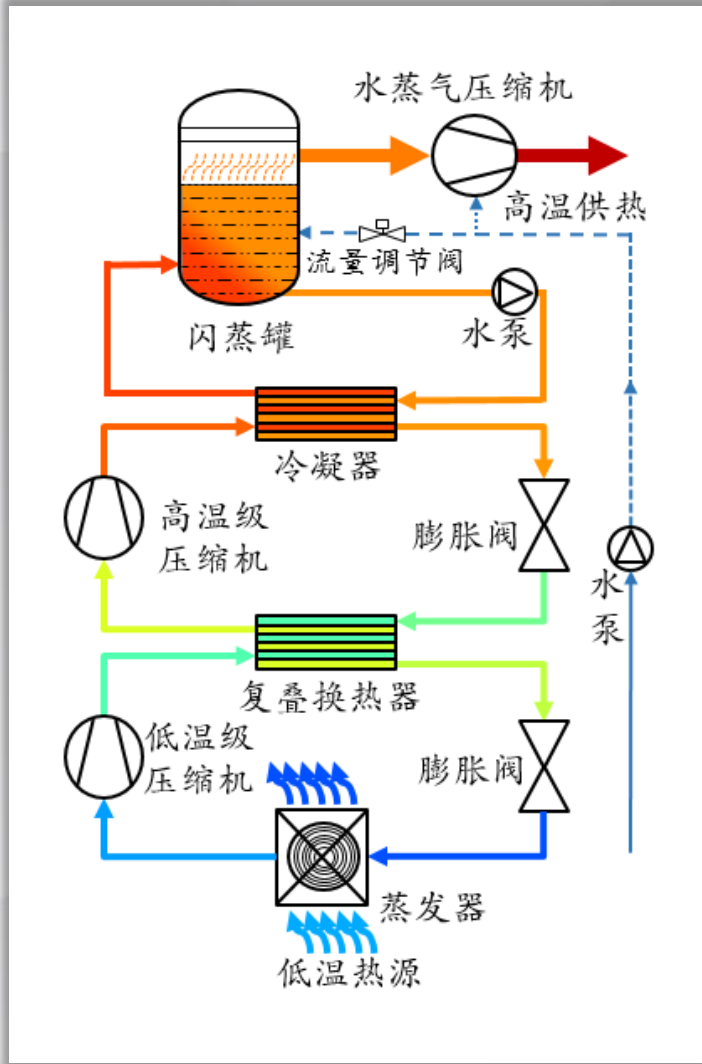 水蒸气压缩机
高温供热
流量调节阀
闪蒸罐
水泵
冷凝器
高温级
压缩机
膨胀阀
水
泵
复叠换热器
低温级
压缩机
膨胀阀
蒸发器
低温热源